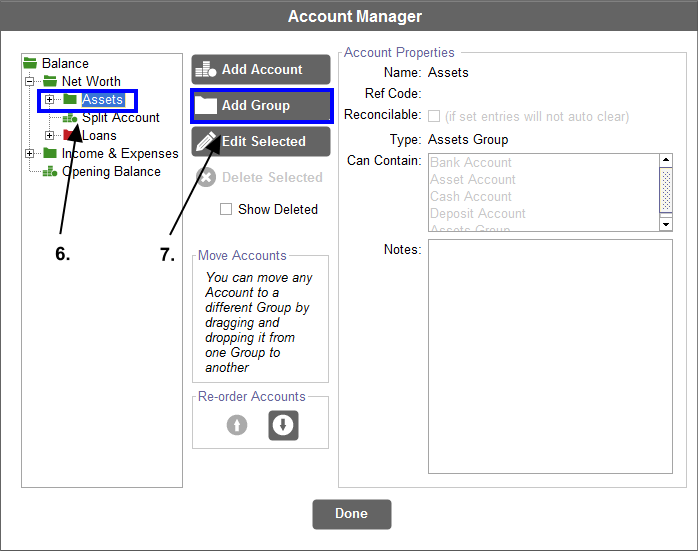 Account Manager
Balance
Net Worth
Assets
Split Account
Loans
Income & Expenses
Opening Balance
6.
Add Account
Add Group
Edit Selected
Delete Selected
Show Deleted
7.
Move Accounts
You can move any
Account to a
different Group by
dragging and
dropping it from
one Group to
another
Re-order Accounts
Account Properties
Name: Assets
Ref Code:
Reconcilable: (if set entries will not auto clear)
Type: Assets Group
Can Contain: Bank Account
Asset Account
Cash Account
Deposit Account
Assets Group
Notes:
Done